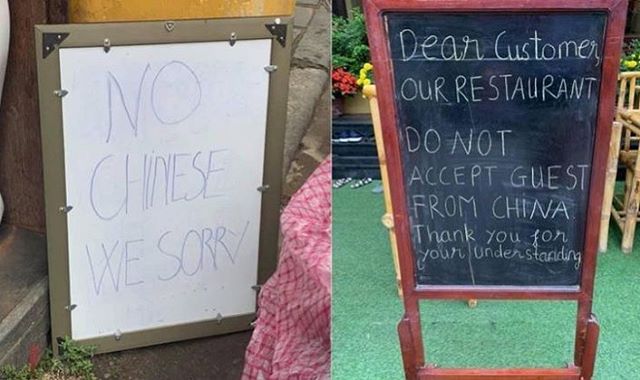 NO
CHINESE
WE SORRY
Dear Customer,
OUR RESTAURANT
DO NOT
ACCEPT GUEST
FROM CHINA
Thank you for
your Understanding